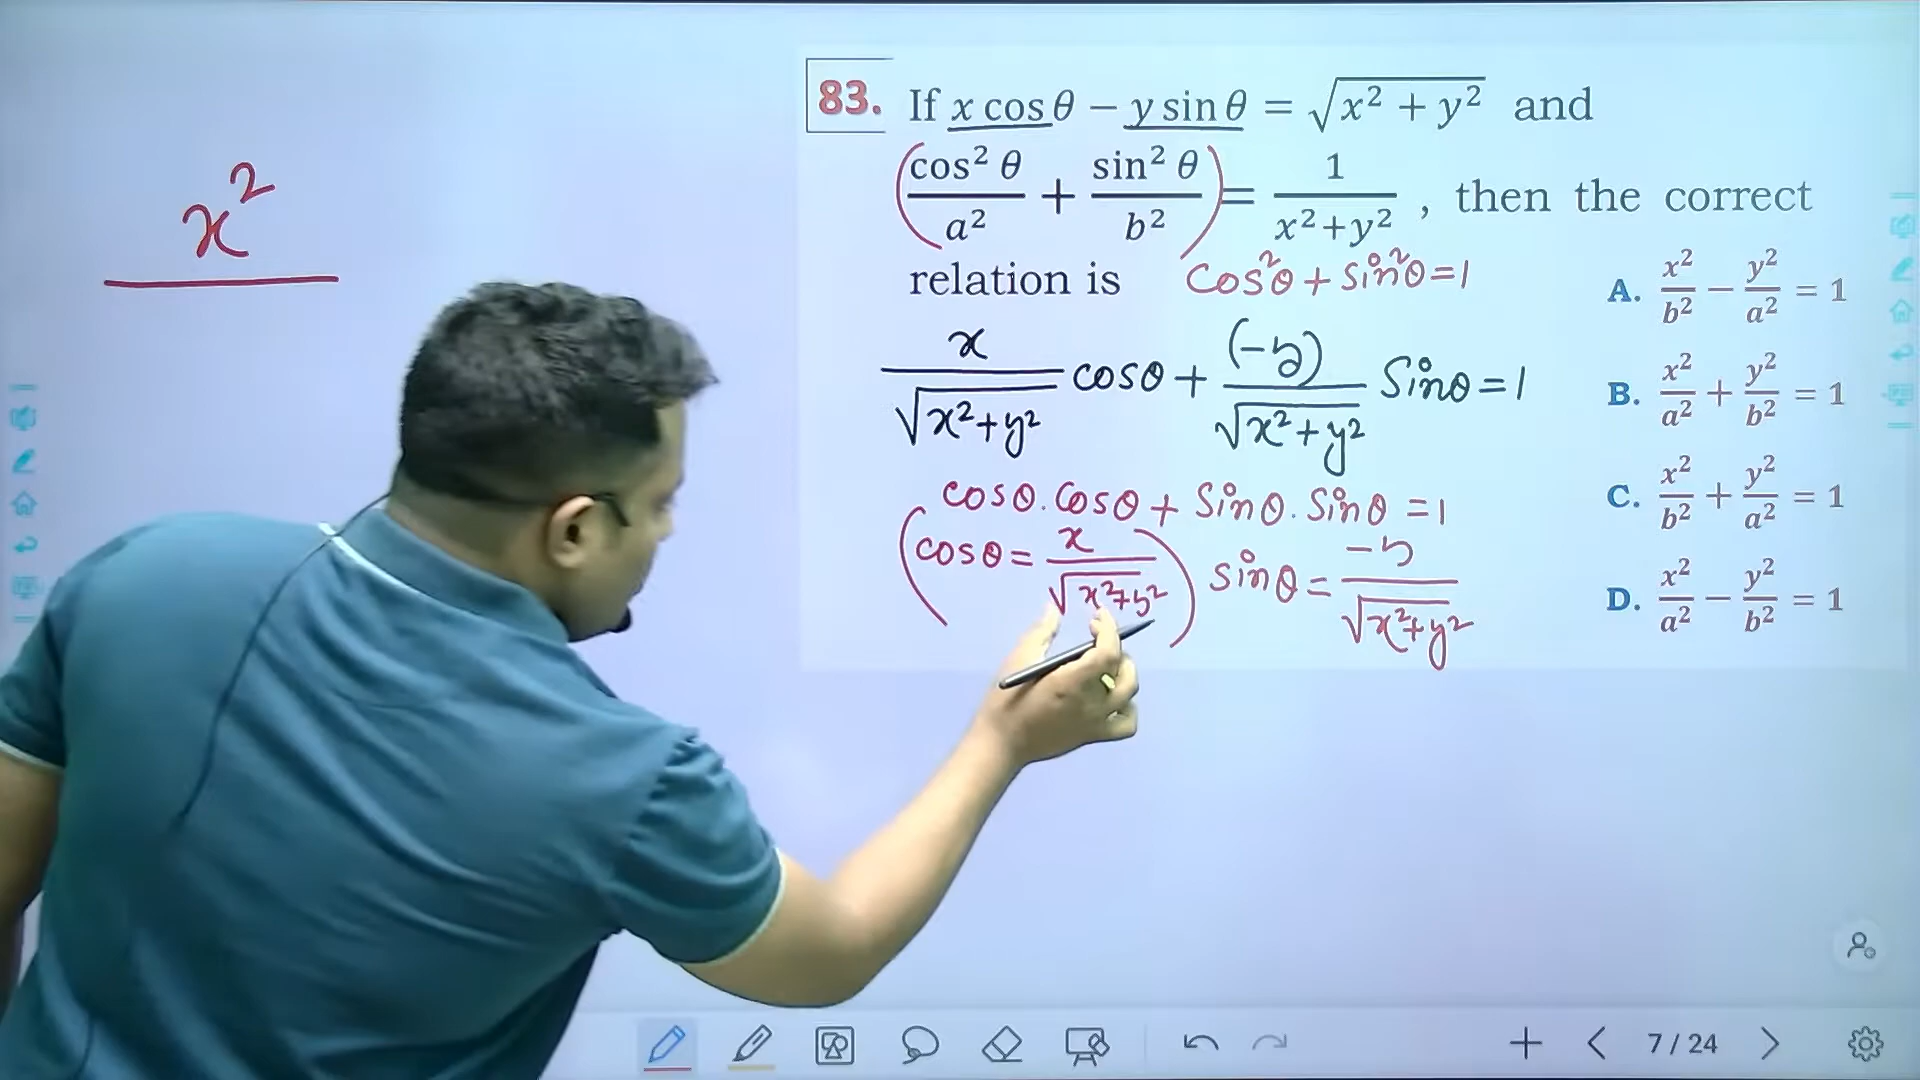 83. If x cos θ − y sin θ = √(x² + y²) and
(cos² θ / a² + sin² θ / b²) = 1 / (x²+y²) , then the correct
relation is
cos²θ + sin²θ = 1
x²
x / √(x²+y²) cosθ + (−y) / √(x²+y²) Sinθ = 1
cosθ . cosθ + Sinθ . Sinθ = 1
(cosθ = x / √(x²+y²)) sinθ = −y / √(x²+y²)
A. x²/b² − y²/a² = 1
B. x²/a² + y²/b² = 1
C. x²/b² + y²/a² = 1
D. x²/a² − y²/b² = 1
7 / 24